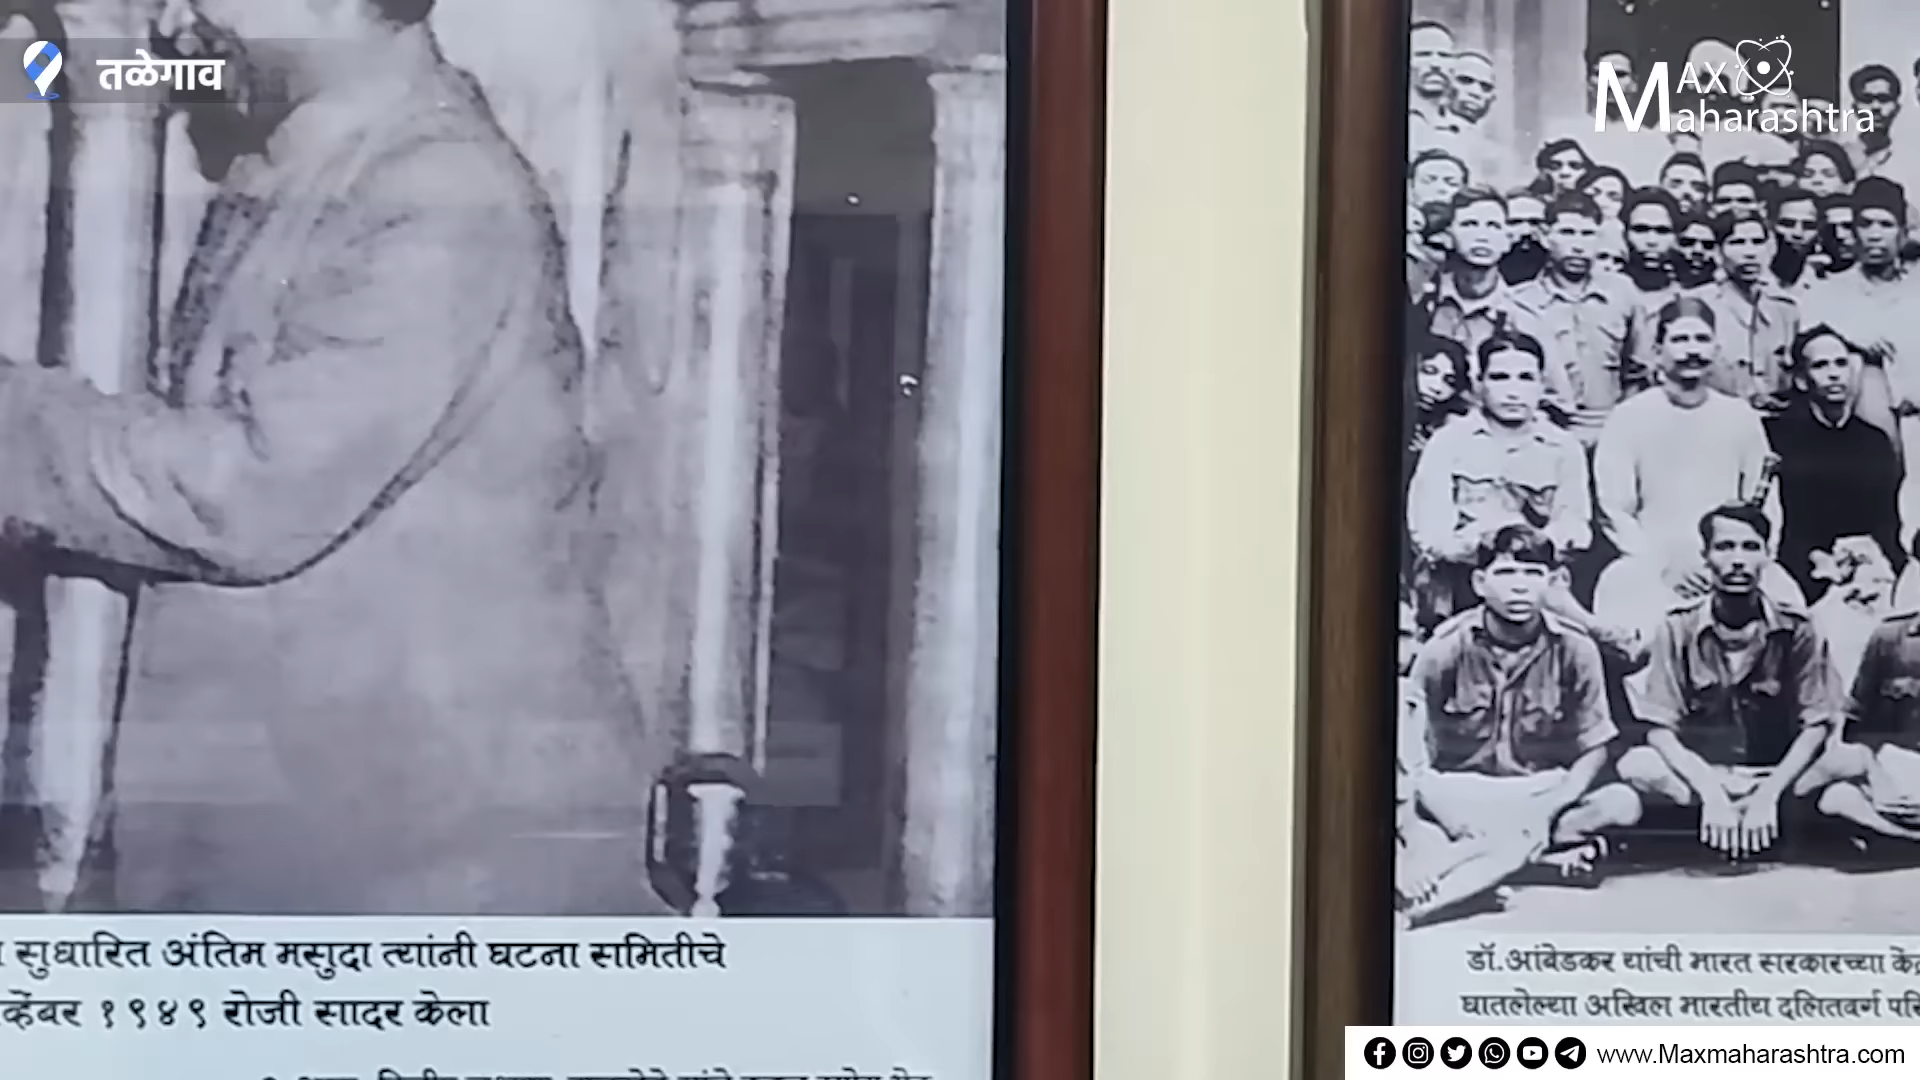 तळेगाव
MAX
Maharashtra
सुधारित अंतिम मसुदा त्यांनी घटना समितीचे
१९४९ रोजी सादर केला
डॉ.आंबेडकर यांची भारत सरकारच्या
घातलेल्या अखिल भारतीय दलितवर्ग
www.Maxmaharashtra.com